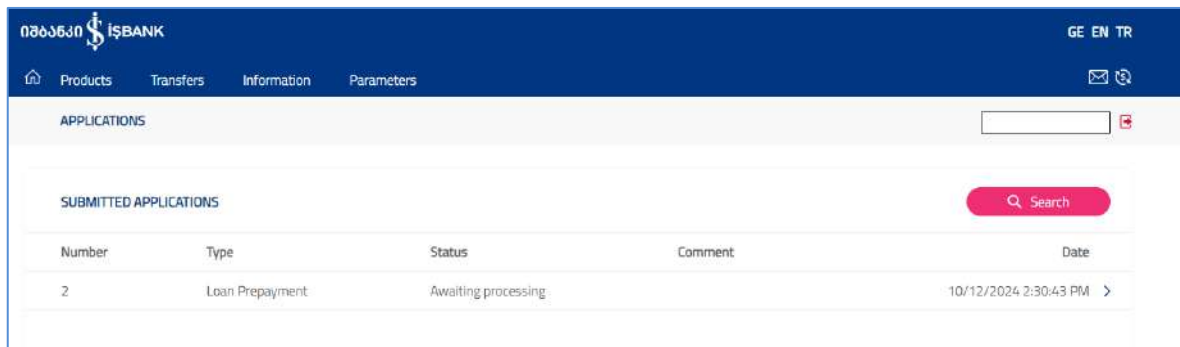 იშბანკი İŞBANK GE EN TR
Products Transfers Information Parameters
APPLICATIONS
SUBMITTED APPLICATIONS Search
Number Type Status Comment Date
2 Loan Prepayment Awaiting processing 10/12/2024 2:30:43 PM